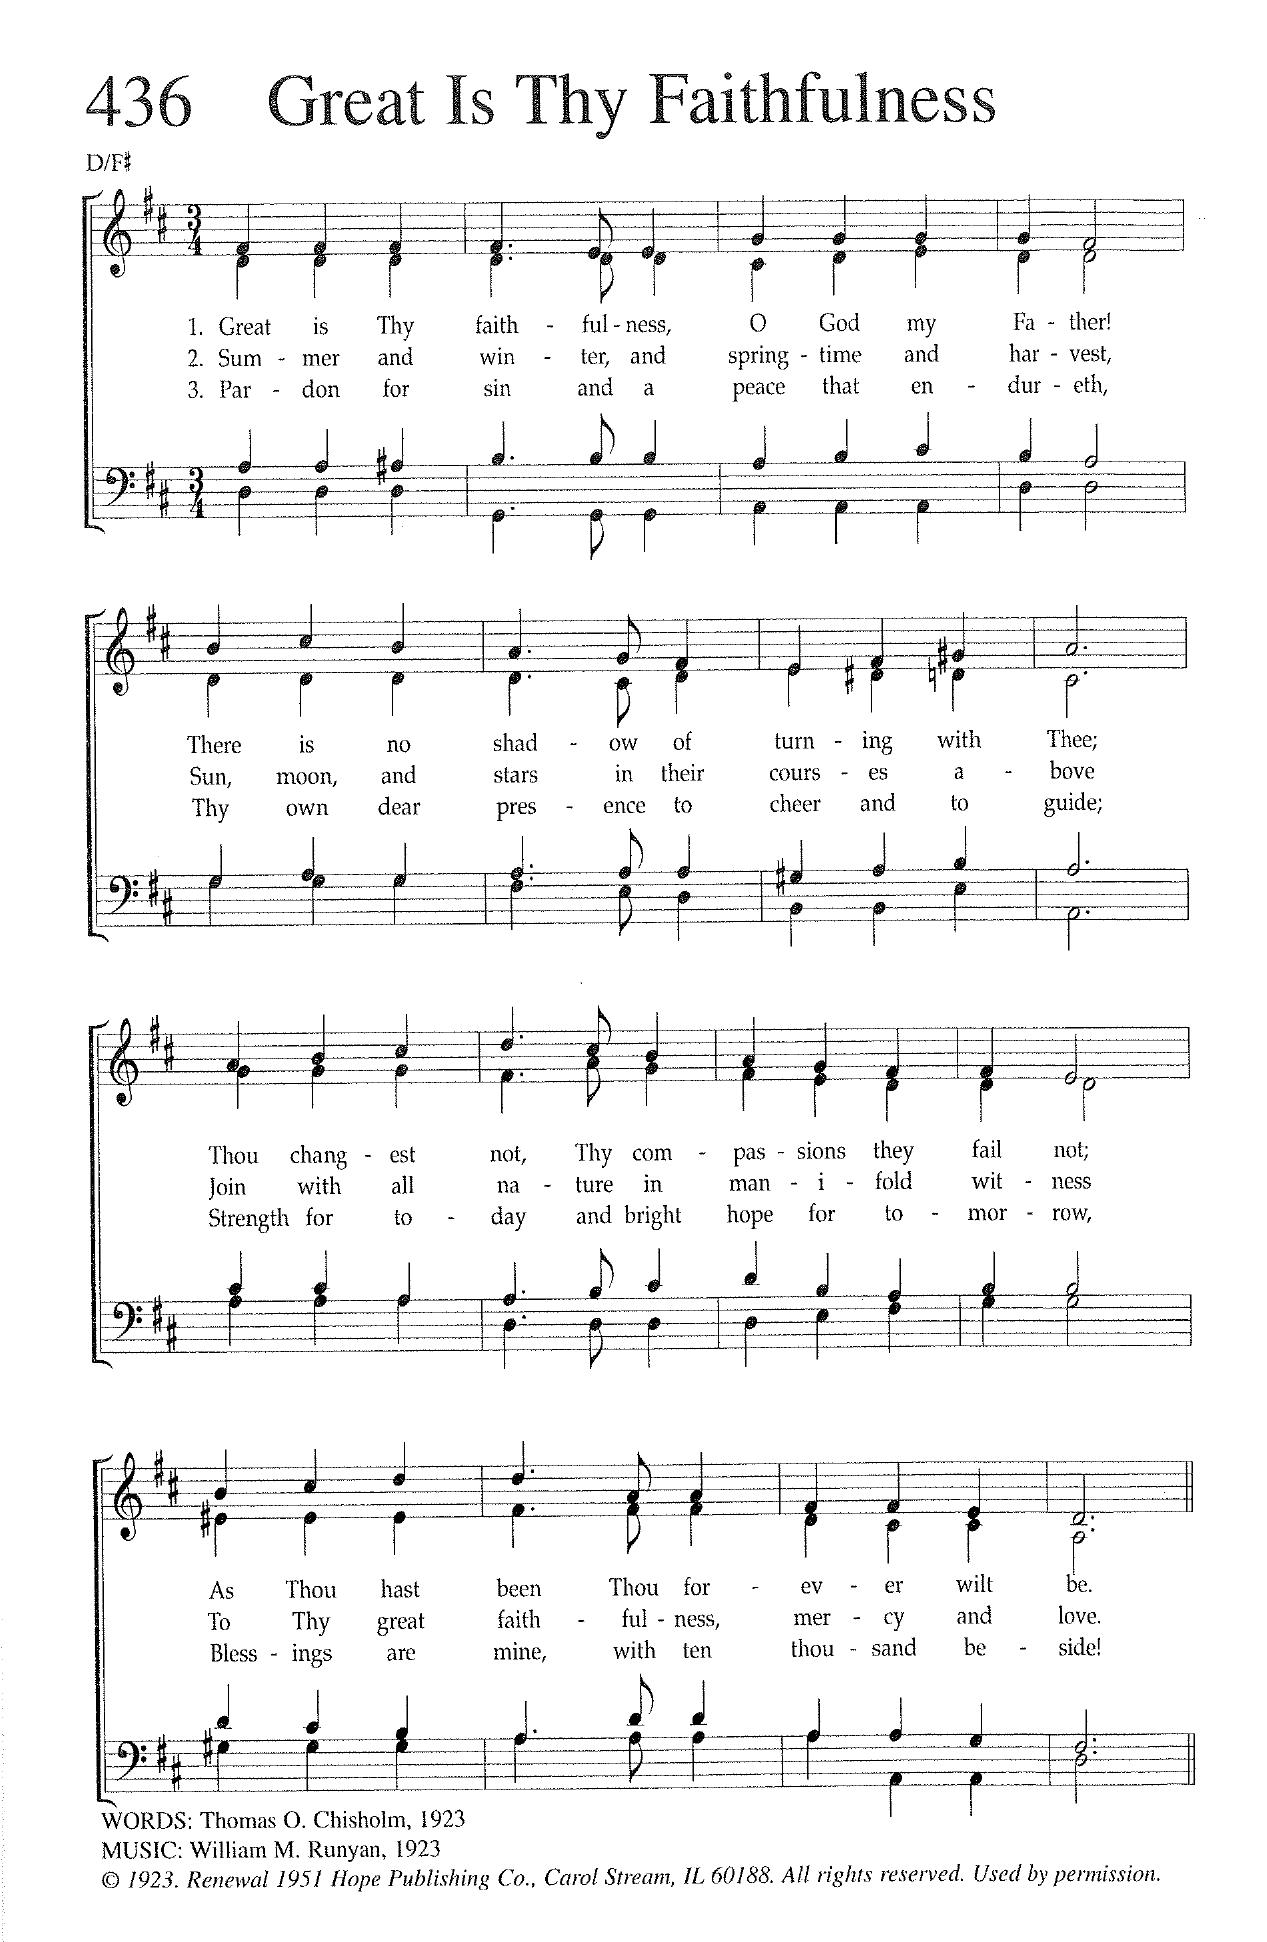 436 Great Is Thy Faithfulness
D/F♯
3 4
1. Great is Thy faith - ful - ness, O God my Fa - ther!
2. Sum - mer and win - ter, and spring - time and har - vest,
3. Par - don for sin and a peace that en - dur - eth,
3 4
There is no shad - ow of turn - ing with Thee;
Sun, moon, and stars in their cours - es a - bove
Thy own dear pres - ence to cheer and to guide;
Thou chang - est not, Thy com - pas - sions they fail not;
Join with all na - ture in man - i - fold wit - ness
Strength for to - day and bright hope for to - mor - row,
As Thou hast been Thou for - ev - er wilt be.
To Thy great faith - ful - ness, mer - cy and love.
Bless - ings are mine, with ten thou - sand be - side!
WORDS: Thomas O. Chisholm, 1923
MUSIC: William M. Runyan, 1923
© 1923. Renewal 1951 Hope Publishing Co., Carol Stream, IL 60188. All rights reserved. Used by permission.